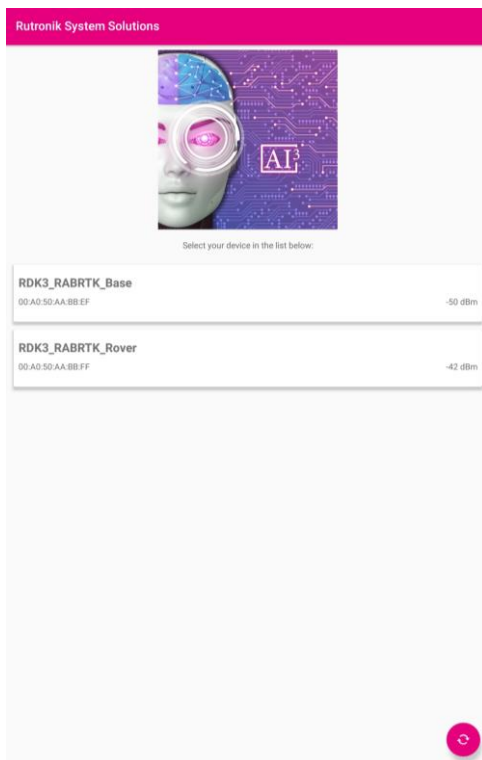 Rutronik System Solutions
AI³
Select your device in the list below:
RDK3_RABRTK_Base
00:A0:50:AA:BB:EF
-50 dBm
RDK3_RABRTK_Rover
00:A0:50:AA:BB:FF
-42 dBm